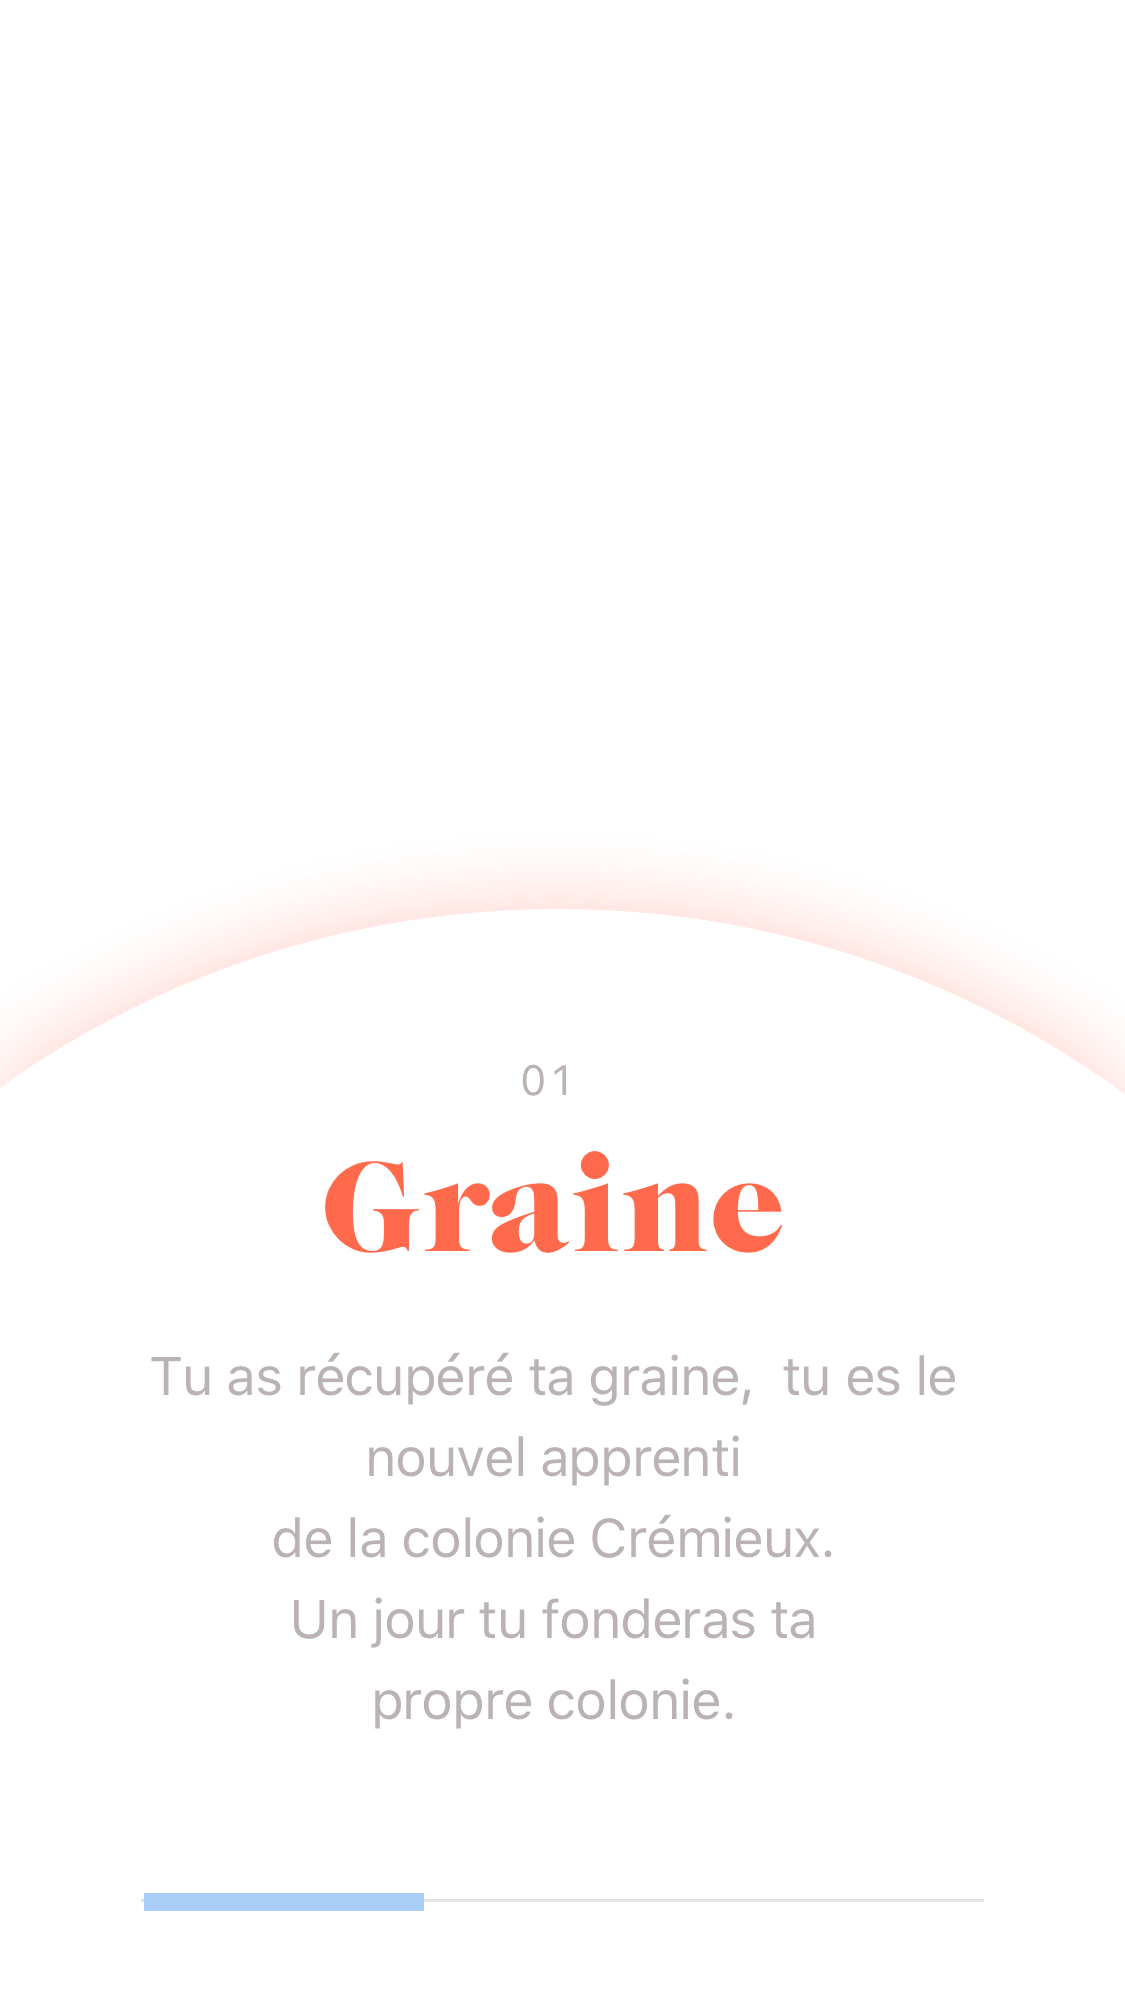 01
Graine
Tu as récupéré ta graine,  tu es le
nouvel apprenti
de la colonie Crémieux.
Un jour tu fonderas ta
propre colonie.